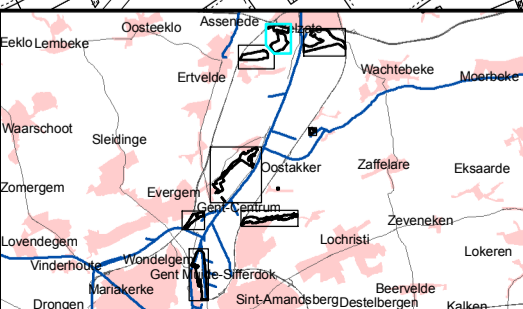 Assenede
Oosteeklo
Eeklo Lembeke
Ertvelde
Wachtebeke
Moerbeke
Waarschoot
Sleidinge
Oostakker
Zaffelare
Eksaarde
Zomergem
Evergem
Gent-Centrum
Zeveneken
Lovendegem
Lochristi
Lokeren
Vinderhoute
Wondelgem
Gent Muide-Sifferdok
Mariakerke
Beervelde
Drongen
Sint-Amandsberg
Destelbergen
Kalken